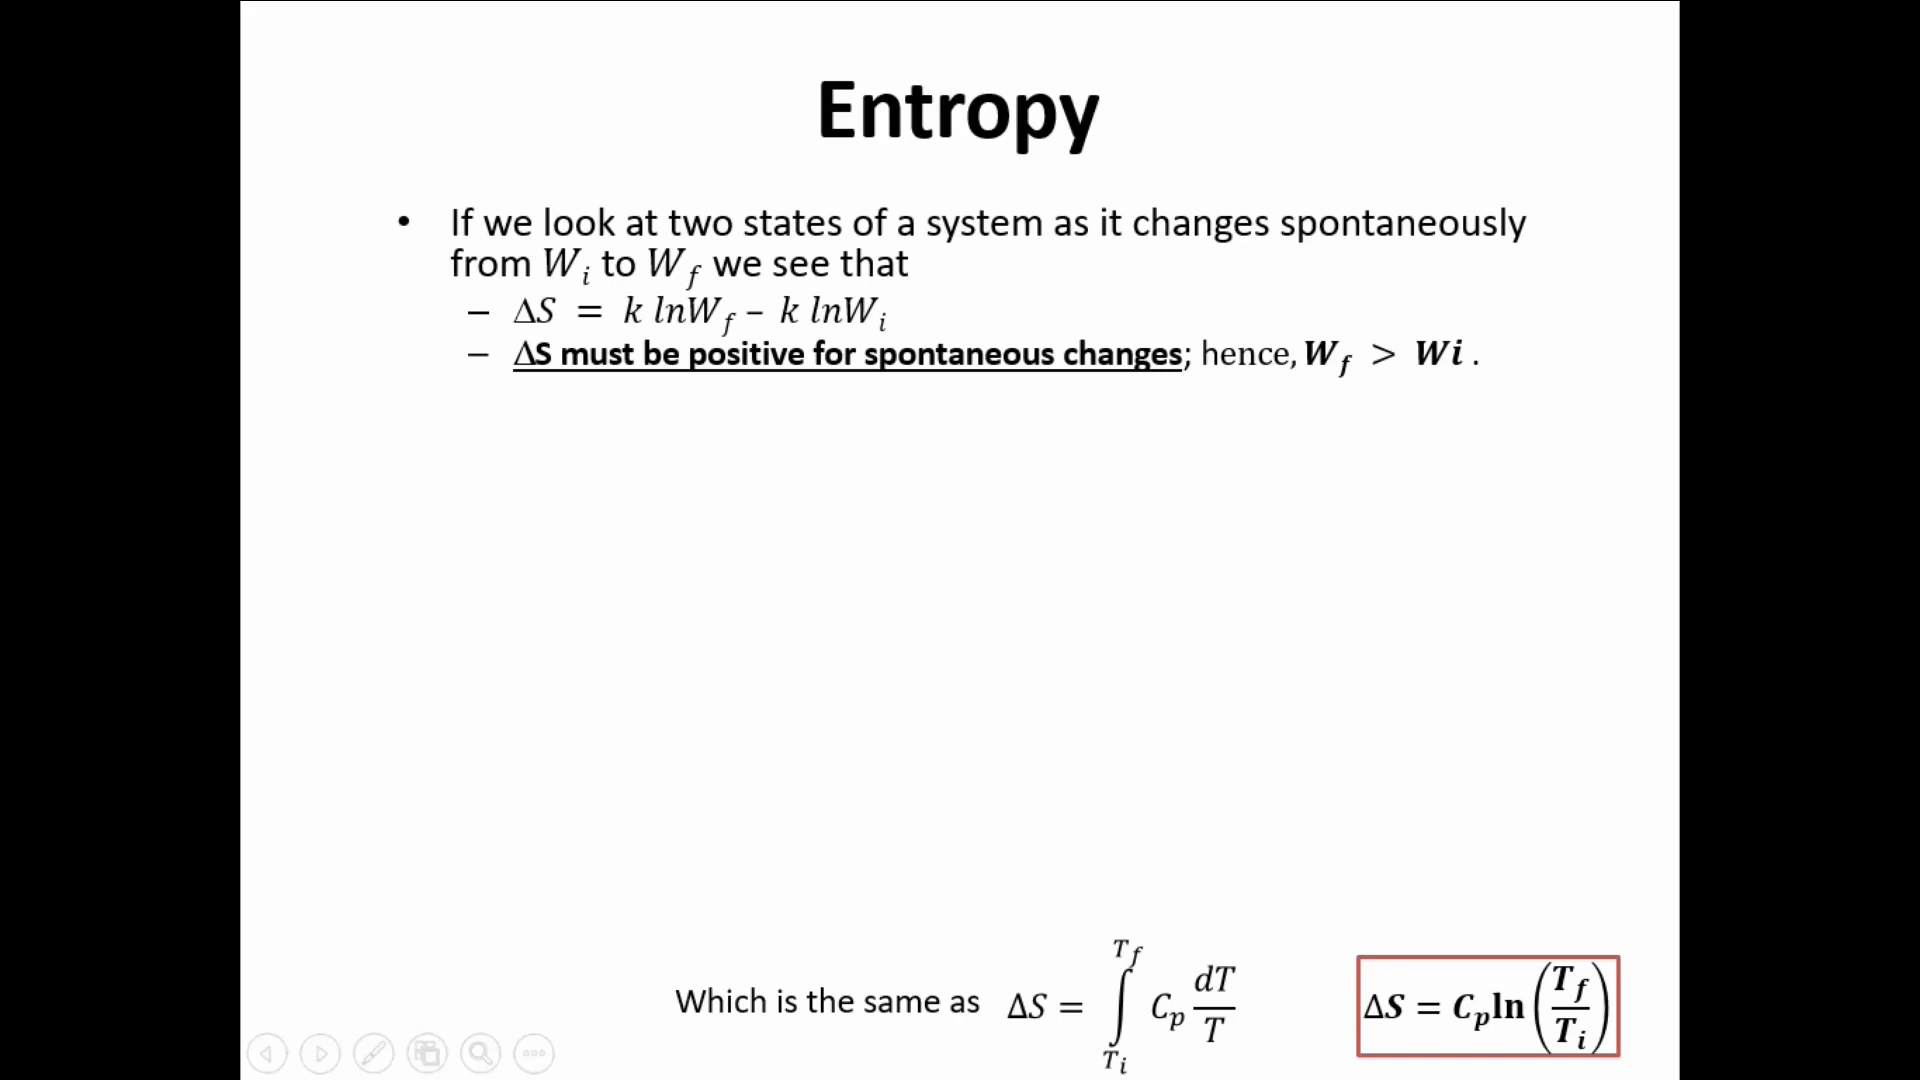 Entropy
• If we look at two states of a system as it changes spontaneously
from W_i to W_f we see that
– ΔS = k lnW_f – k lnW_i
– ΔS must be positive for spontaneous changes; hence, W_f > Wi .
Which is the same as ΔS = ∫_{T_i}^{T_f} C_p dT/T
ΔS = C_p ln(T_f/T_i)